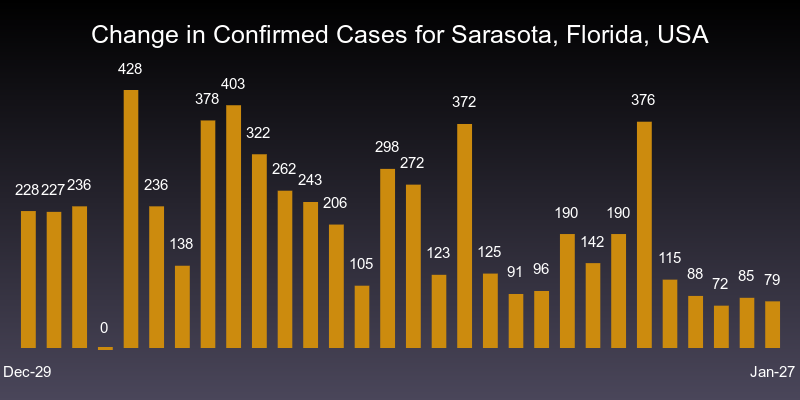 Change in Confirmed Cases for Sarasota, Florida, USA
228 227 236 0 428 236 138 378 403 322 262 243 206 105 298 272 123 372 125 91 96 190 142 190 376 115 88 72 85 79
Dec-29 Jan-27